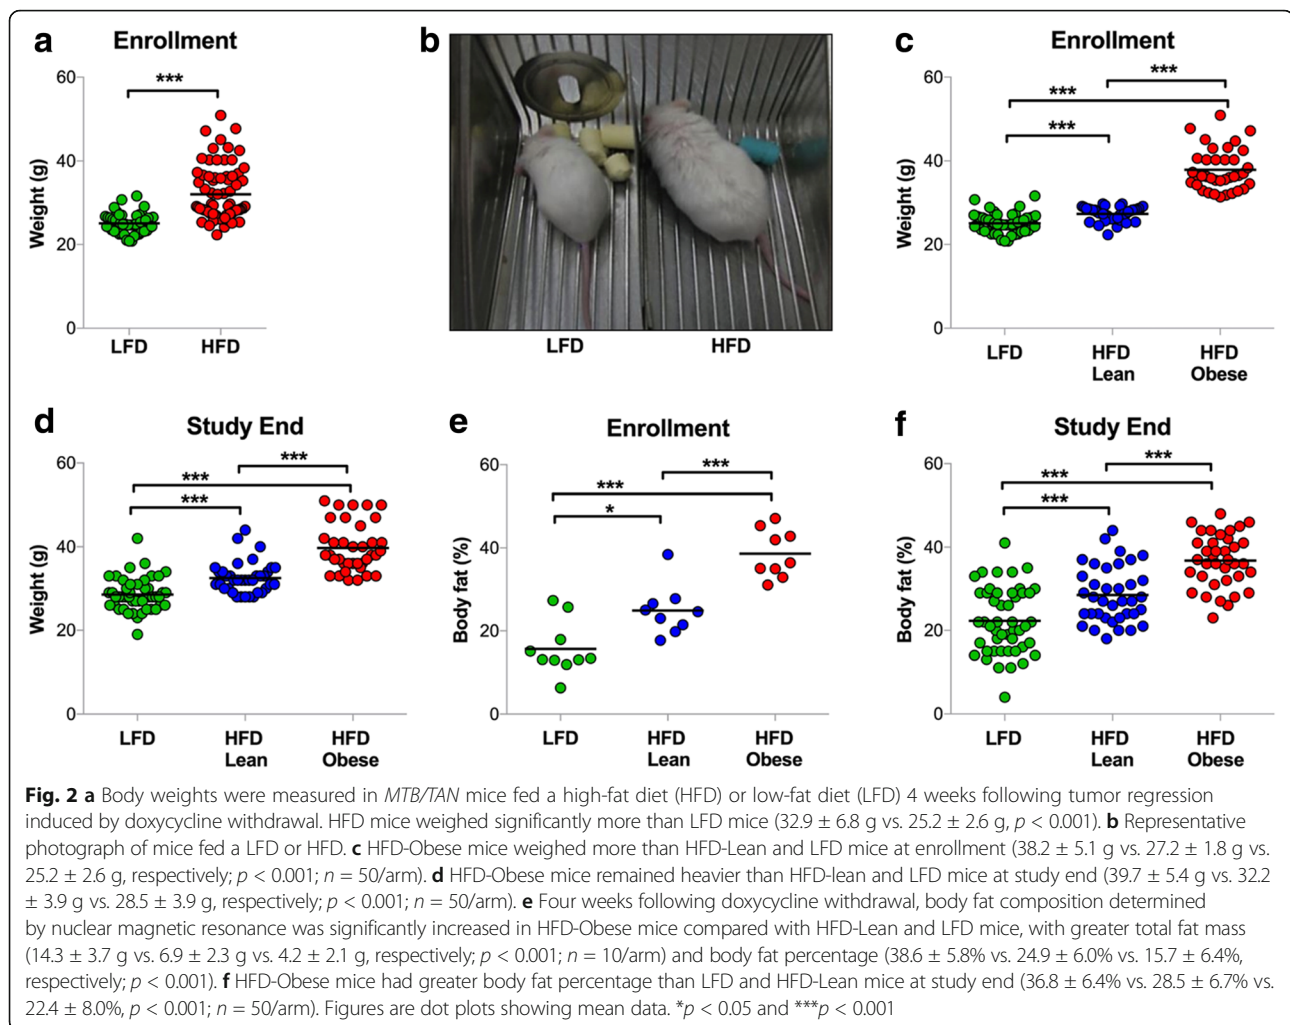 a Enrollment
60
***
40
Weight (g)
20
0
LFD HFD
b
LFD HFD
c Enrollment
60
***
***
***
40
Weight (g)
20
0
LFD HFD HFD
Lean Obese
d Study End
60
***
***
***
40
Weight (g)
20
0
LFD HFD HFD
Lean Obese
e Enrollment
60
***
***
*
40
Body fat (%)
20
0
LFD HFD HFD
Lean Obese
f Study End
60
***
***
***
40
Body fat (%)
20
0
LFD HFD HFD
Lean Obese
Fig. 2 a Body weights were measured in MTB/TAN mice fed a high-fat diet (HFD) or low-fat diet (LFD) 4 weeks following tumor regression
induced by doxycycline withdrawal. HFD mice weighed significantly more than LFD mice (32.9 ± 6.8 g vs. 25.2 ± 2.6 g, p < 0.001). b Representative
photograph of mice fed a LFD or HFD. c HFD-Obese mice weighed more than HFD-Lean and LFD mice at enrollment (38.2 ± 5.1 g vs. 27.2 ± 1.8 g vs.
25.2 ± 2.6 g, respectively; p < 0.001; n = 50/arm). d HFD-Obese mice remained heavier than HFD-lean and LFD mice at study end (39.7 ± 5.4 g vs. 32.2
± 3.9 g vs. 28.5 ± 3.9 g, respectively; p < 0.001; n = 50/arm). e Four weeks following doxycycline withdrawal, body fat composition determined
by nuclear magnetic resonance was significantly increased in HFD-Obese mice compared with HFD-Lean and LFD mice, with greater total fat mass
(14.3 ± 3.7 g vs. 6.9 ± 2.3 g vs. 4.2 ± 2.1 g, respectively; p < 0.001; n = 10/arm) and body fat percentage (38.6 ± 5.8% vs. 24.9 ± 6.0% vs. 15.7 ± 6.4%,
respectively; p < 0.001). f HFD-Obese mice had greater body fat percentage than LFD and HFD-Lean mice at study end (36.8 ± 6.4% vs. 28.5 ± 6.7% vs.
22.4 ± 8.0%, p < 0.001; n = 50/arm). Figures are dot plots showing mean data. *p < 0.05 and ***p < 0.001